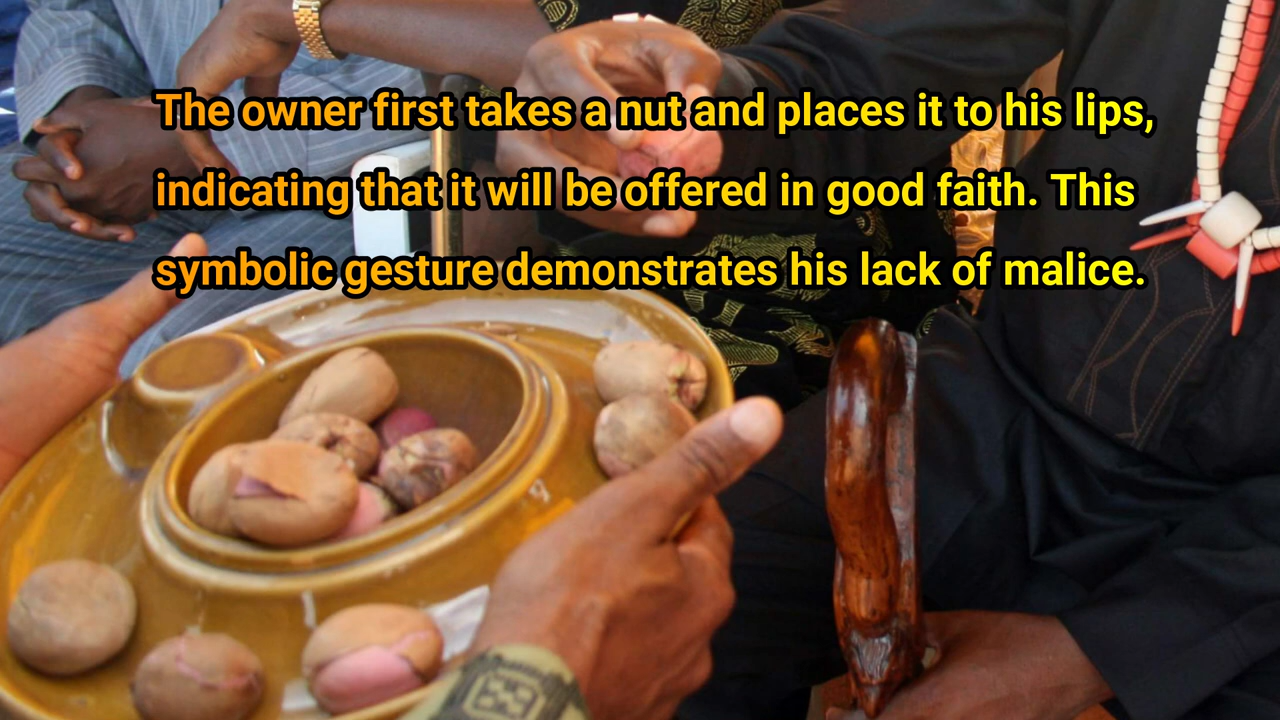 The owner first takes a nut and places it to his lips,
indicating that it will be offered in good faith. This
symbolic gesture demonstrates his lack of malice.